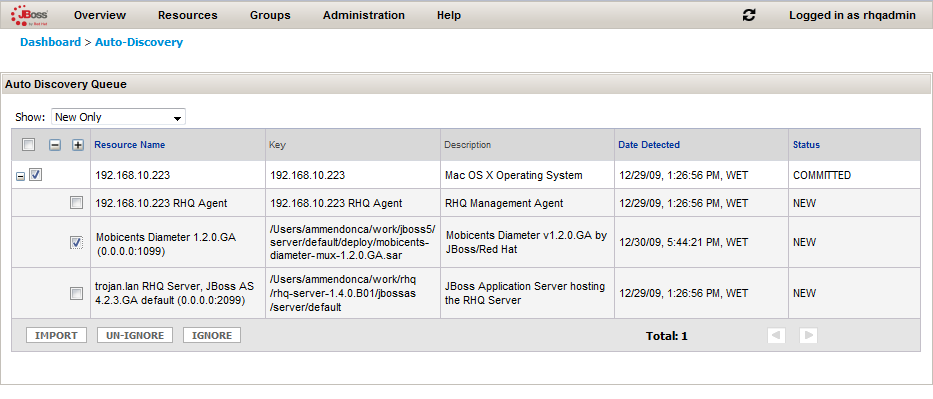 JBoss by Red Hat Overview Resources Groups Administration Help Logged in as rhqadmin
Dashboard > Auto-Discovery
Auto Discovery Queue
Show: New Only
Resource Name Key Description Date Detected Status
192.168.10.223 192.168.10.223 Mac OS X Operating System 12/29/09, 1:26:56 PM, WET COMMITTED
192.168.10.223 RHQ Agent 192.168.10.223 RHQ Agent RHQ Management Agent 12/29/09, 1:26:56 PM, WET NEW
Mobicents Diameter 1.2.0.GA
(0.0.0.0:1099)
/Users/ammendonca/work/jboss5/
server/default/deploy/mobicents-
diameter-mux-1.2.0.GA.sar
Mobicents Diameter v1.2.0.GA by
JBoss/Red Hat
12/30/09, 5:44:21 PM, WET NEW
trojan.lan RHQ Server, JBoss AS
4.2.3.GA default (0.0.0.0:2099)
/Users/ammendonca/work/rhq
/rhq-server-1.4.0.B01/jbossas
/server/default
JBoss Application Server hosting
the RHQ Server
12/29/09, 1:26:56 PM, WET NEW
IMPORT UN-IGNORE IGNORE Total: 1